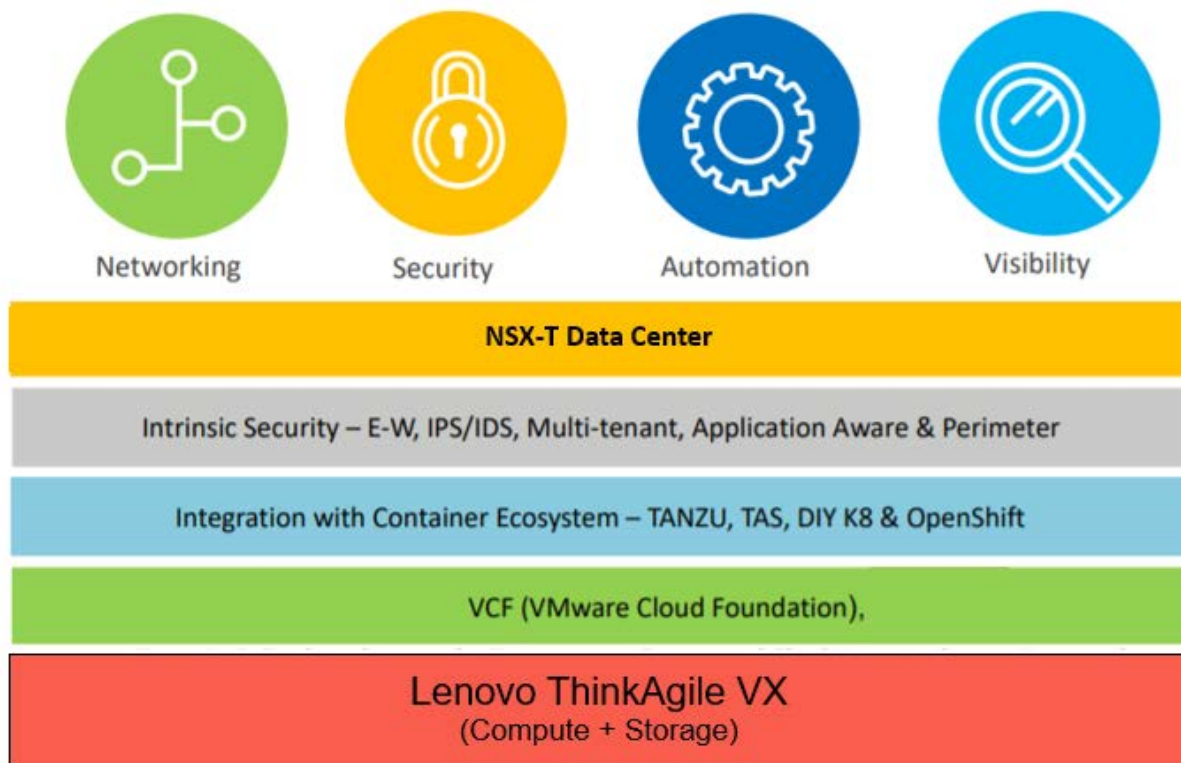 Networking
Security
Automation
Visibility
NSX-T Data Center
Intrinsic Security – E-W, IPS/IDS, Multi-tenant, Application Aware & Perimeter
Integration with Container Ecosystem – TANZU, TAS, DIY K8 & OpenShift
VCF (VMware Cloud Foundation),
Lenovo ThinkAgile VX
(Compute + Storage)